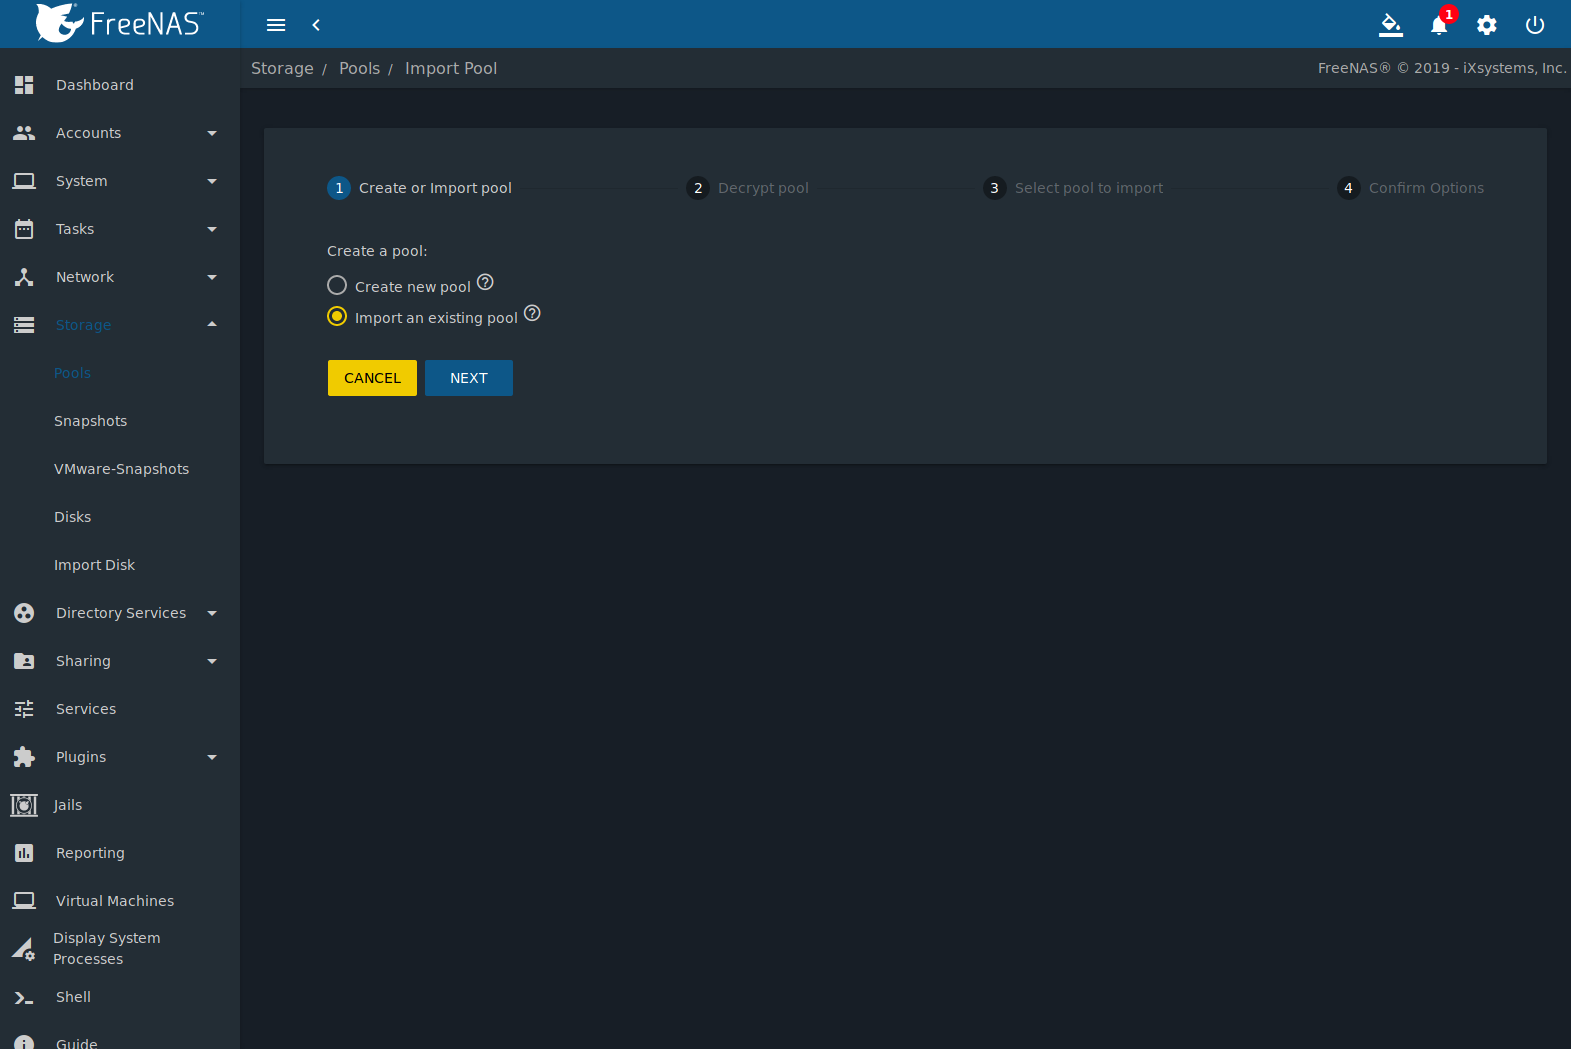 FreeNAS™
1
Storage / Pools / Import Pool
FreeNAS® © 2019 - iXsystems, Inc.
Dashboard
Accounts
System
Tasks
Network
Storage
Pools
Snapshots
VMware-Snapshots
Disks
Import Disk
Directory Services
Sharing
Services
Plugins
Jails
Reporting
Virtual Machines
Display System
Processes
Shell
Guide
1 Create or Import pool
2 Decrypt pool
3 Select pool to import
4 Confirm Options
Create a pool:
Create new pool ?
Import an existing pool ?
CANCEL NEXT